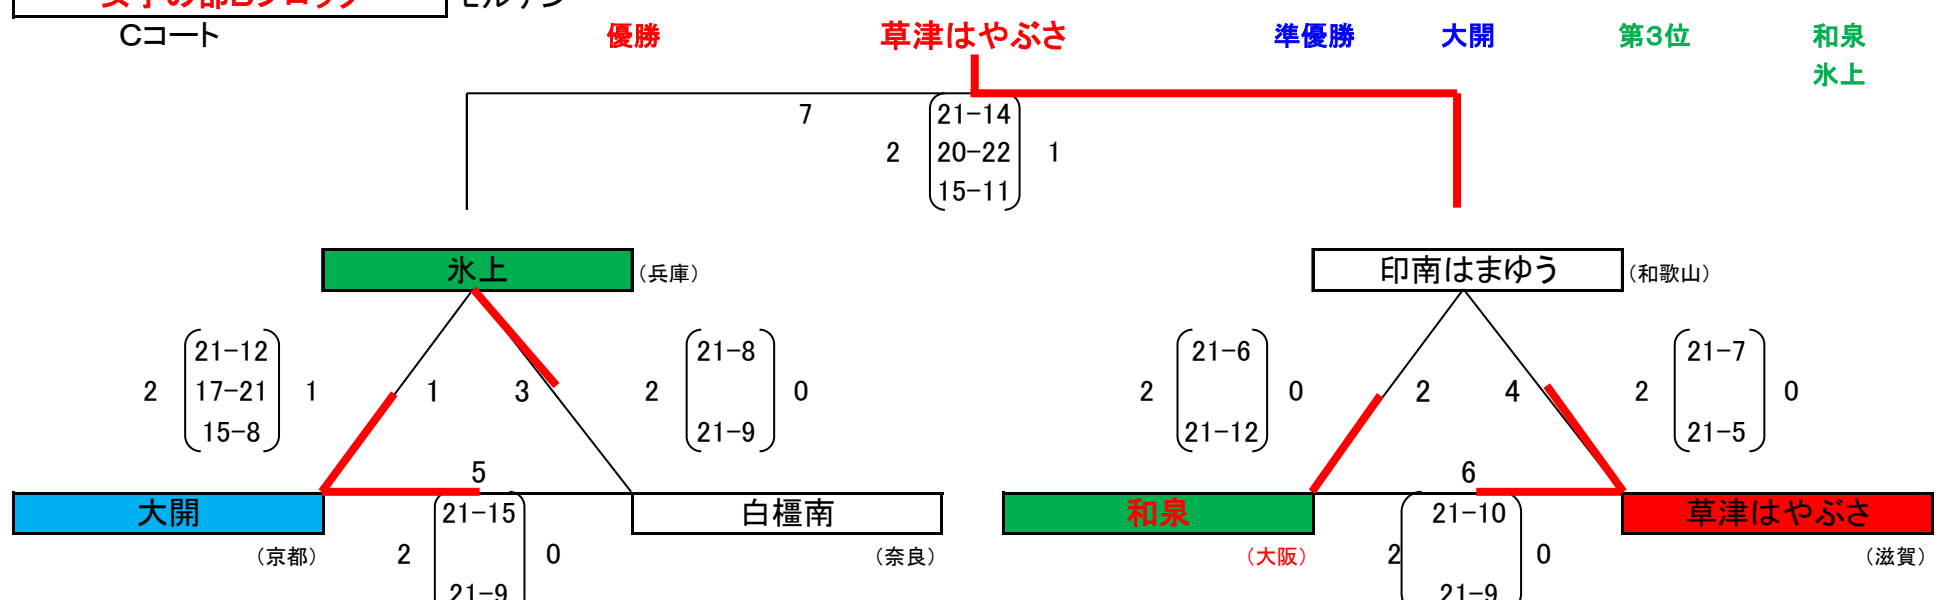 Cコート
優勝 草津はやぶさ 準優勝 大開 第3位 和泉
氷上
7
21-14
2 20-22 1
15-11
氷上 （兵庫） 印南はまゆう （和歌山）
21-12 21-8 21-6 21-7
2 17-21 1 1 3 2 0 2 0 2 4 2 0
15-8 21-9 21-12 21-5
5 6
大開 21-15 白橿南 和泉 21-10 草津はやぶさ
（京都） 2 0 （奈良） （大阪） 2 0 （滋賀）
21-9 21-9